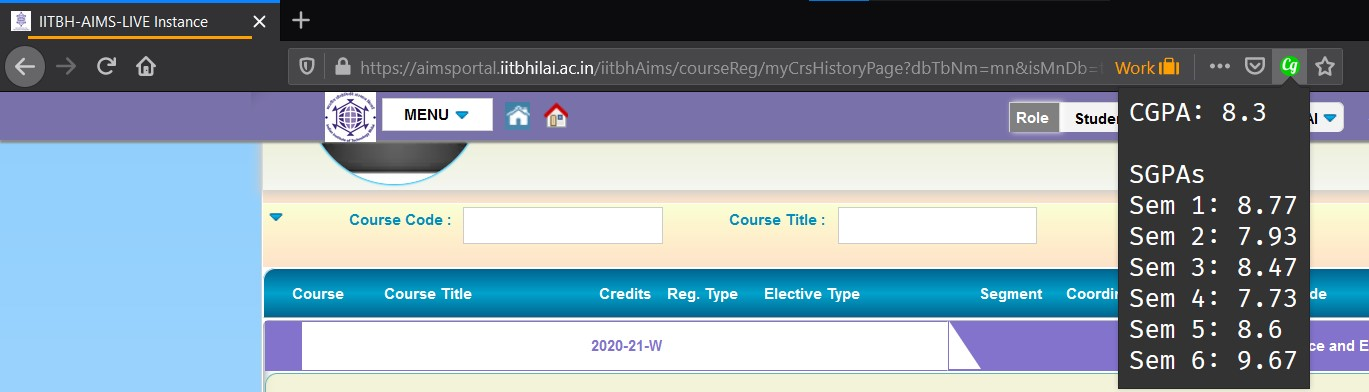 IITBH-AIMS-LIVE Instance
https://aimsportal.iitbhilai.ac.in/iitbhAims/courseReg/myCrsHistoryPage?dbTbNm=mn&isMnDb= Work
Cg
MENU
Role Studen AI
CGPA: 8.3
SGPAs
Sem 1: 8.77
Sem 2: 7.93
Sem 3: 8.47
Sem 4: 7.73
Sem 5: 8.6
Sem 6: 9.67
Course Code : Course Title :
Course Course Title Credits Reg. Type Elective Type Segment Coordin de
2020-21-W ce and E